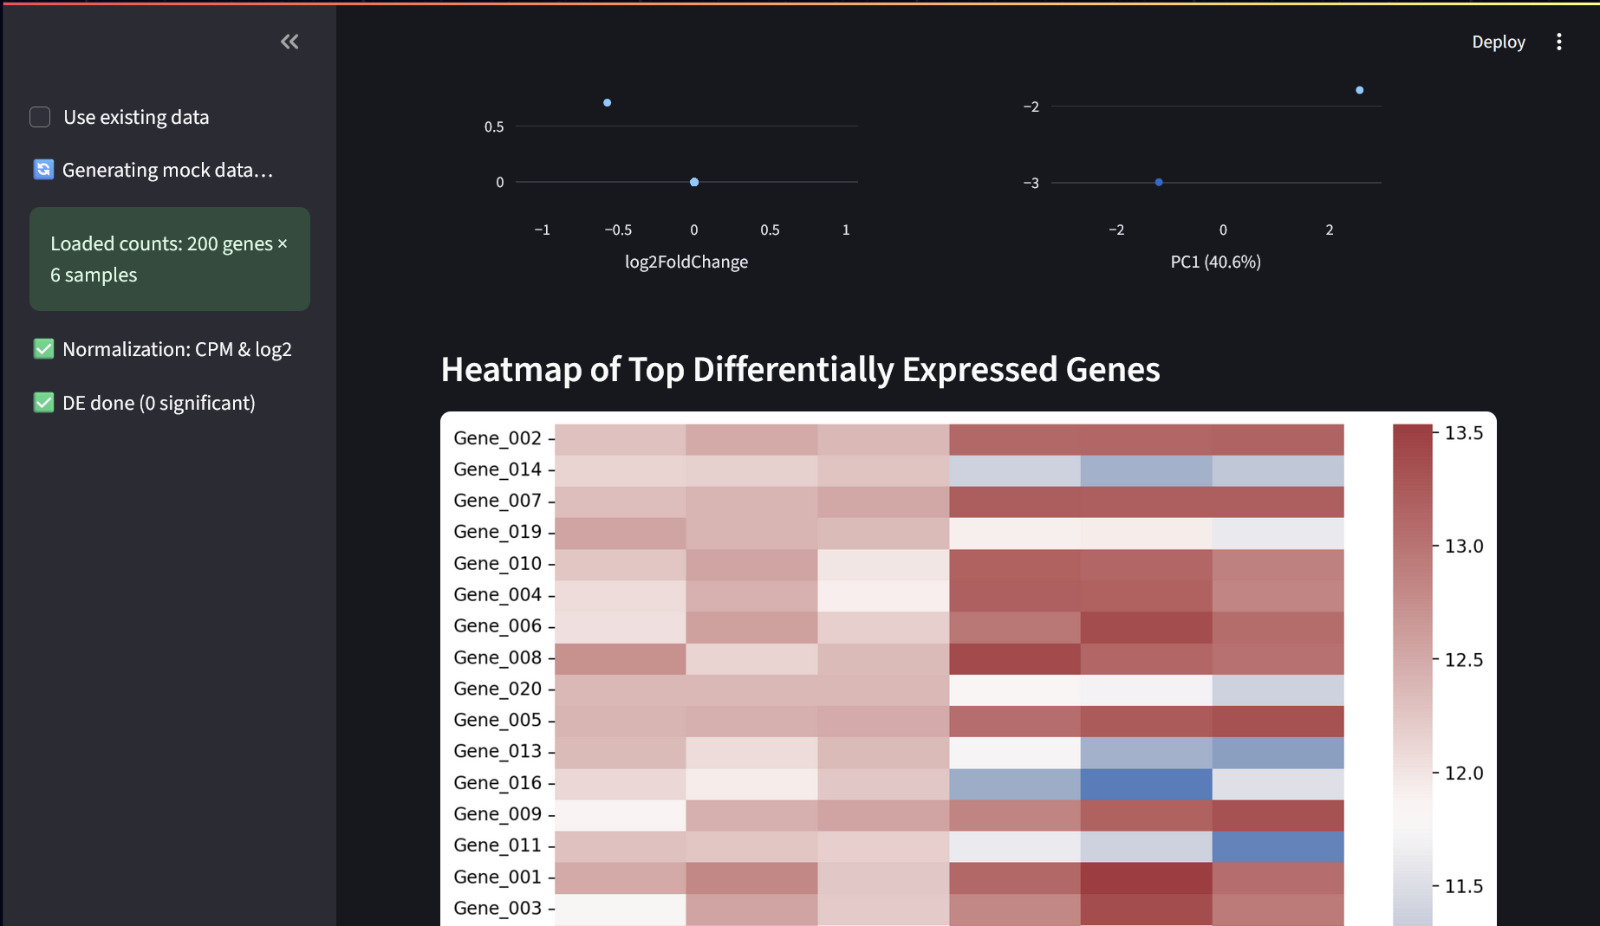 Deploy
Use existing data
Generating mock data...
Loaded counts: 200 genes ×
6 samples
Normalization: CPM & log2
DE done (0 significant)
0.5
0
−1
−0.5
0
0.5
1
log2FoldChange
−2
−3
−2
0
2
PC1 (40.6%)
Heatmap of Top Differentially Expressed Genes
Gene_002
Gene_014
Gene_007
Gene_019
Gene_010
Gene_004
Gene_006
Gene_008
Gene_020
Gene_005
Gene_013
Gene_016
Gene_009
Gene_011
Gene_001
Gene_003
13.5
13.0
12.5
12.0
11.5